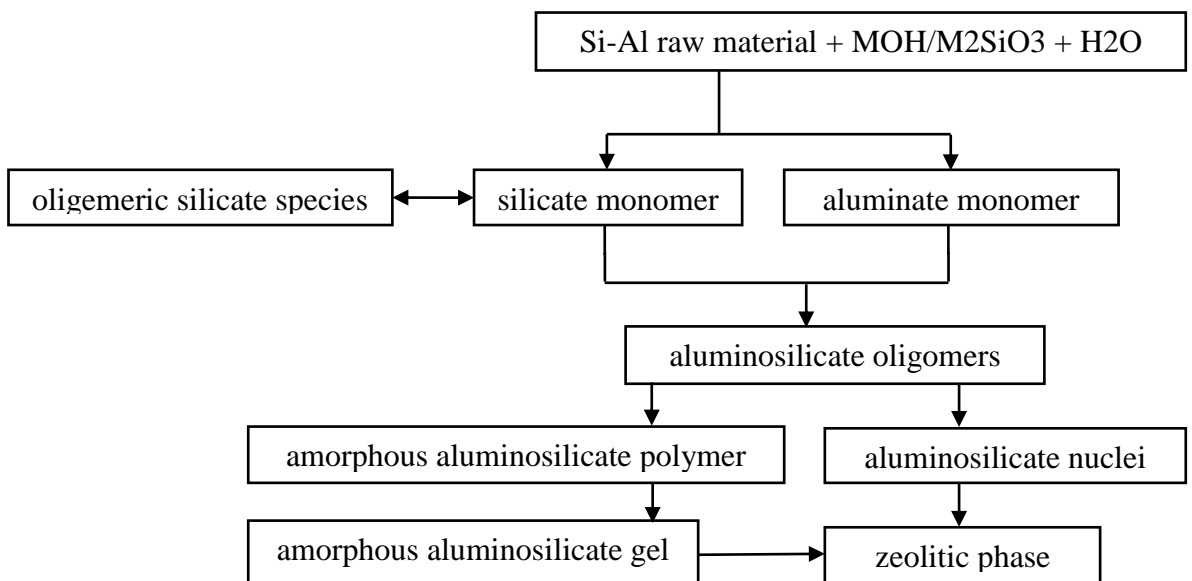 Si-Al raw material + MOH/M2SiO3 + H2O
oligemeric silicate species
silicate monomer
aluminate monomer
aluminosilicate oligomers
amorphous aluminosilicate polymer
aluminosilicate nuclei
amorphous aluminosilicate gel
zeolitic phase